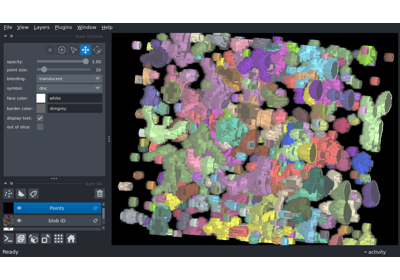 File View Layers Plugins Window Help
opacity: 1.00
point size: 10
blending: translucent
symbol: disc
face color: white
border color: dimgrey
display text:
out of slice:
Points
blob ID
Ready
activity